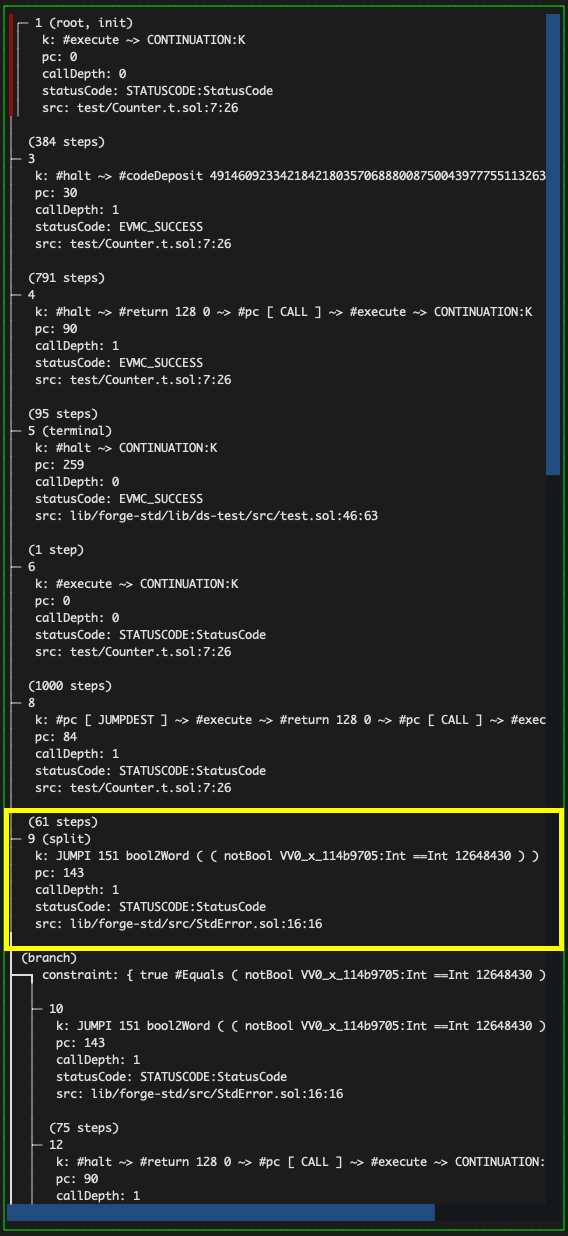 1 (root, init)
k: #execute ~> CONTINUATION:K
pc: 0
callDepth: 0
statusCode: STATUSCODE:StatusCode
src: test/Counter.t.sol:7:26
(384 steps)
3
k: #halt ~> #codeDeposit 491460923342184218035706888008750043977755113263
pc: 30
callDepth: 1
statusCode: EVMC_SUCCESS
src: test/Counter.t.sol:7:26
(791 steps)
4
k: #halt ~> #return 128 0 ~> #pc [ CALL ] ~> #execute ~> CONTINUATION:K
pc: 90
callDepth: 1
statusCode: EVMC_SUCCESS
src: test/Counter.t.sol:7:26
(95 steps)
5 (terminal)
k: #halt ~> CONTINUATION:K
pc: 259
callDepth: 0
statusCode: EVMC_SUCCESS
src: lib/forge-std/lib/ds-test/src/test.sol:46:63
(1 step)
6
k: #execute ~> CONTINUATION:K
pc: 0
callDepth: 0
statusCode: STATUSCODE:StatusCode
src: test/Counter.t.sol:7:26
(1000 steps)
8
k: #pc [ JUMPDEST ] ~> #execute ~> #return 128 0 ~> #pc [ CALL ] ~> #exec
pc: 84
callDepth: 1
statusCode: STATUSCODE:StatusCode
src: test/Counter.t.sol:7:26
(61 steps)
9 (split)
k: JUMPI 151 bool2Word ( ( notBool VV0_x_114b9705:Int ==Int 12648430 ) )
pc: 143
callDepth: 1
statusCode: STATUSCODE:StatusCode
src: lib/forge-std/src/StdError.sol:16:16
(branch)
constraint: { true #Equals ( notBool VV0_x_114b9705:Int ==Int 12648430 )
10
k: JUMPI 151 bool2Word ( ( notBool VV0_x_114b9705:Int ==Int 12648430 )
pc: 143
callDepth: 1
statusCode: STATUSCODE:StatusCode
src: lib/forge-std/src/StdError.sol:16:16
(75 steps)
12
k: #halt ~> #return 128 0 ~> #pc [ CALL ] ~> #execute ~> CONTINUATION:
pc: 90
callDepth: 1